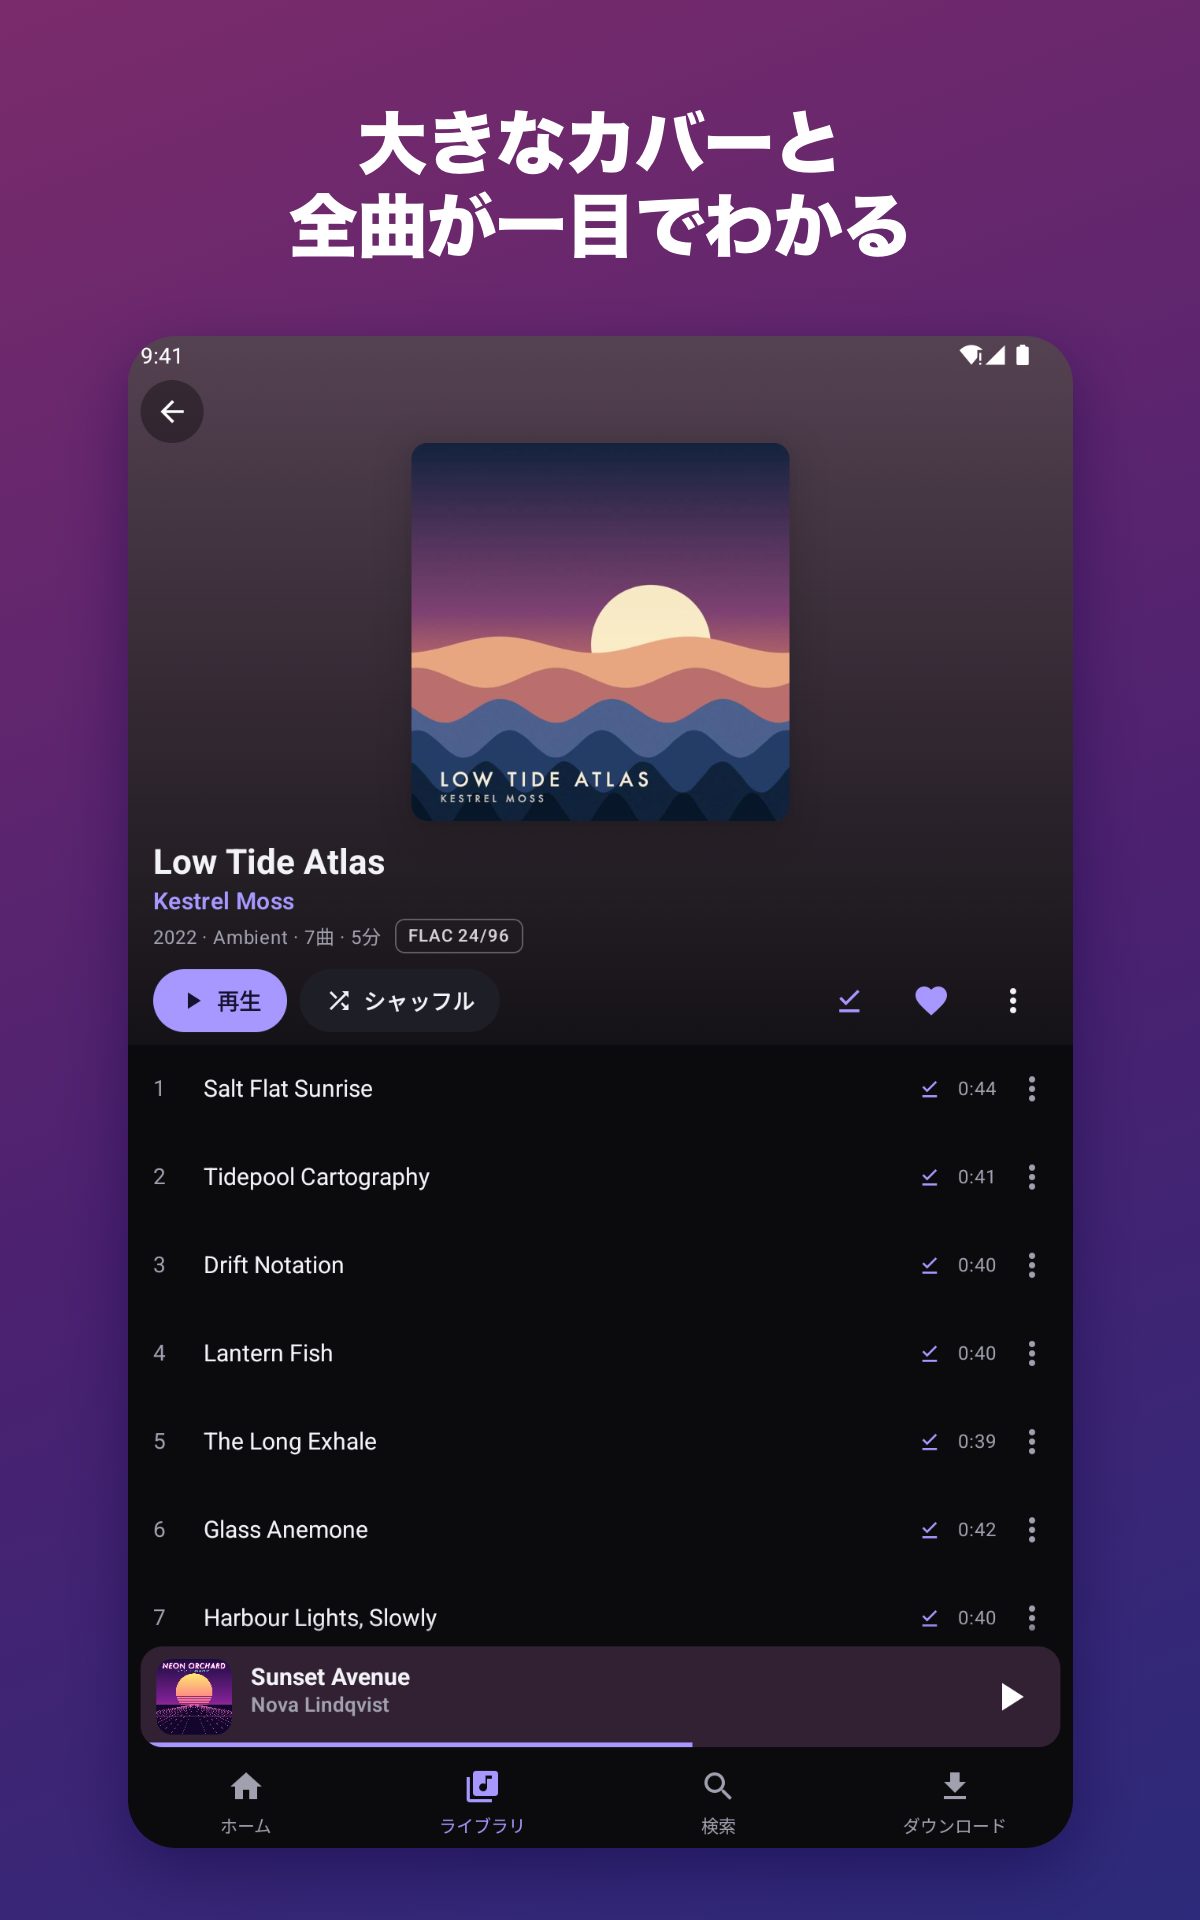 大きなカバーと
全曲が一目でわかる
9:41
LOW TIDE ATLAS
KESTREL MOSS
Low Tide Atlas
Kestrel Moss
2022 · Ambient · 7曲 · 5分 FLAC 24/96
再生 シャッフル
1 Salt Flat Sunrise 0:44
2 Tidepool Cartography 0:41
3 Drift Notation 0:40
4 Lantern Fish 0:40
5 The Long Exhale 0:39
6 Glass Anemone 0:42
7 Harbour Lights, Slowly 0:40
NEON ORCHARD
Sunset Avenue
Nova Lindqvist
ホーム ライブラリ 検索 ダウンロード